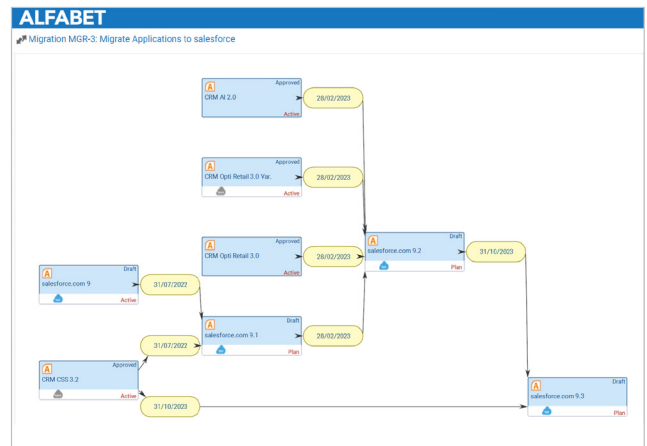 ALFABET
Migration MGR-3: Migrate Applications to salesforce
Approved
CRM AI 2.0
Active
28/02/2023
Approved
CRM Opti Retail 3.0 Var.
Active
28/02/2023
Approved
CRM Opti Retail 3.0
Active
28/02/2023
Draft
salesforce.com 9.2
Plan
31/10/2023
Draft
salesforce.com 9
Active
31/07/2022
Draft
salesforce.com 9.1
Plan
28/02/2023
31/07/2022
Approved
CRM CSS 3.2
Active
31/10/2023
Draft
salesforce.com 9.3
Plan